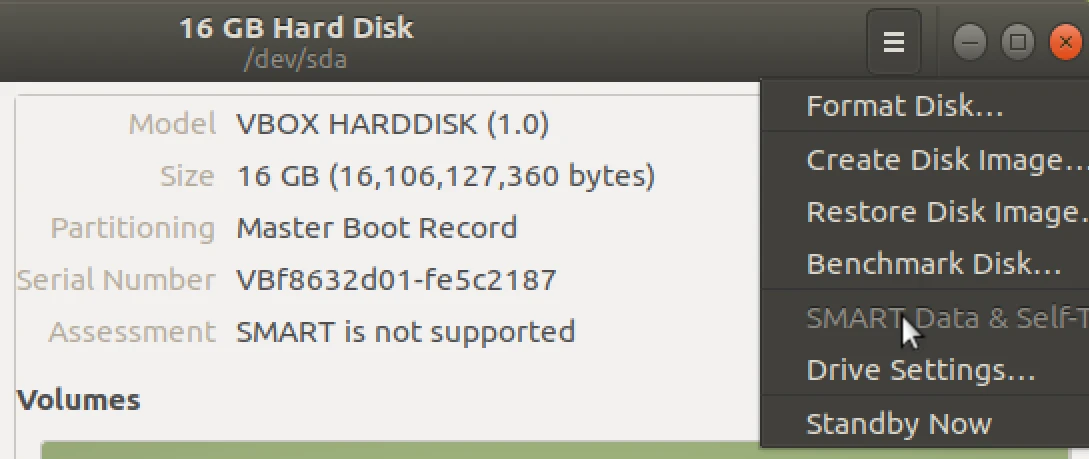 16 GB Hard Disk
/dev/sda
Model VBOX HARDDISK (1.0)
Size 16 GB (16,106,127,360 bytes)
Partitioning Master Boot Record
Serial Number VBf8632d01-fe5c2187
Assessment SMART is not supported
Volumes
Format Disk…
Create Disk Image…
Restore Disk Image…
Benchmark Disk…
SMART Data & Self-T
Drive Settings…
Standby Now